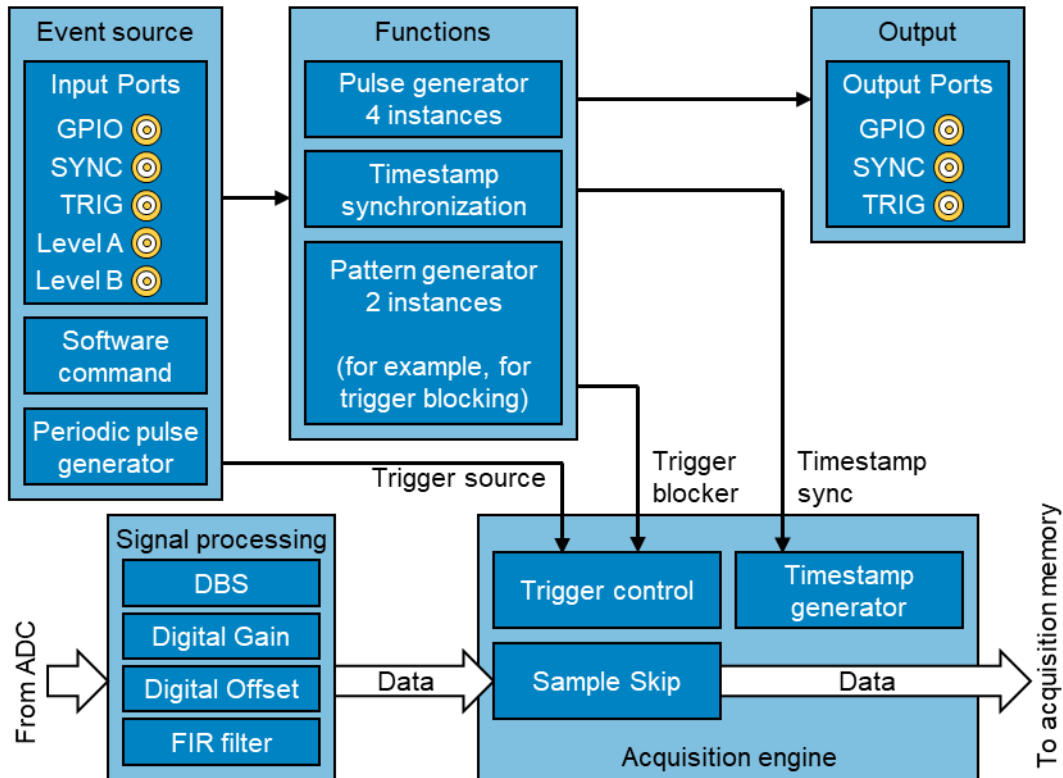 Event source
Input Ports
GPIO
SYNC
TRIG
Level A
Level B
Software
command
Periodic pulse
generator
Functions
Pulse generator
4 instances
Timestamp
synchronization
Pattern generator
2 instances
(for example, for
trigger blocking)
Output
Output Ports
GPIO
SYNC
TRIG
Trigger source
Trigger
blocker
Timestamp
sync
From ADC
Signal processing
DBS
Digital Gain
Digital Offset
FIR filter
Data
Trigger control
Timestamp
generator
Sample Skip
Data
Acquisition engine
To acquisition memory